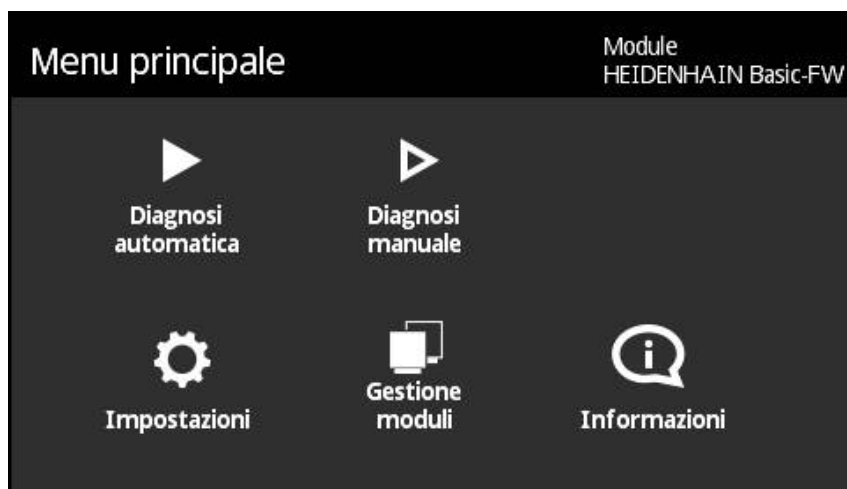 Menu principale
Module
HEIDENHAIN Basic-FW
Diagnosi
automatica
Diagnosi
manuale
Impostazioni
Gestione
moduli
Informazioni